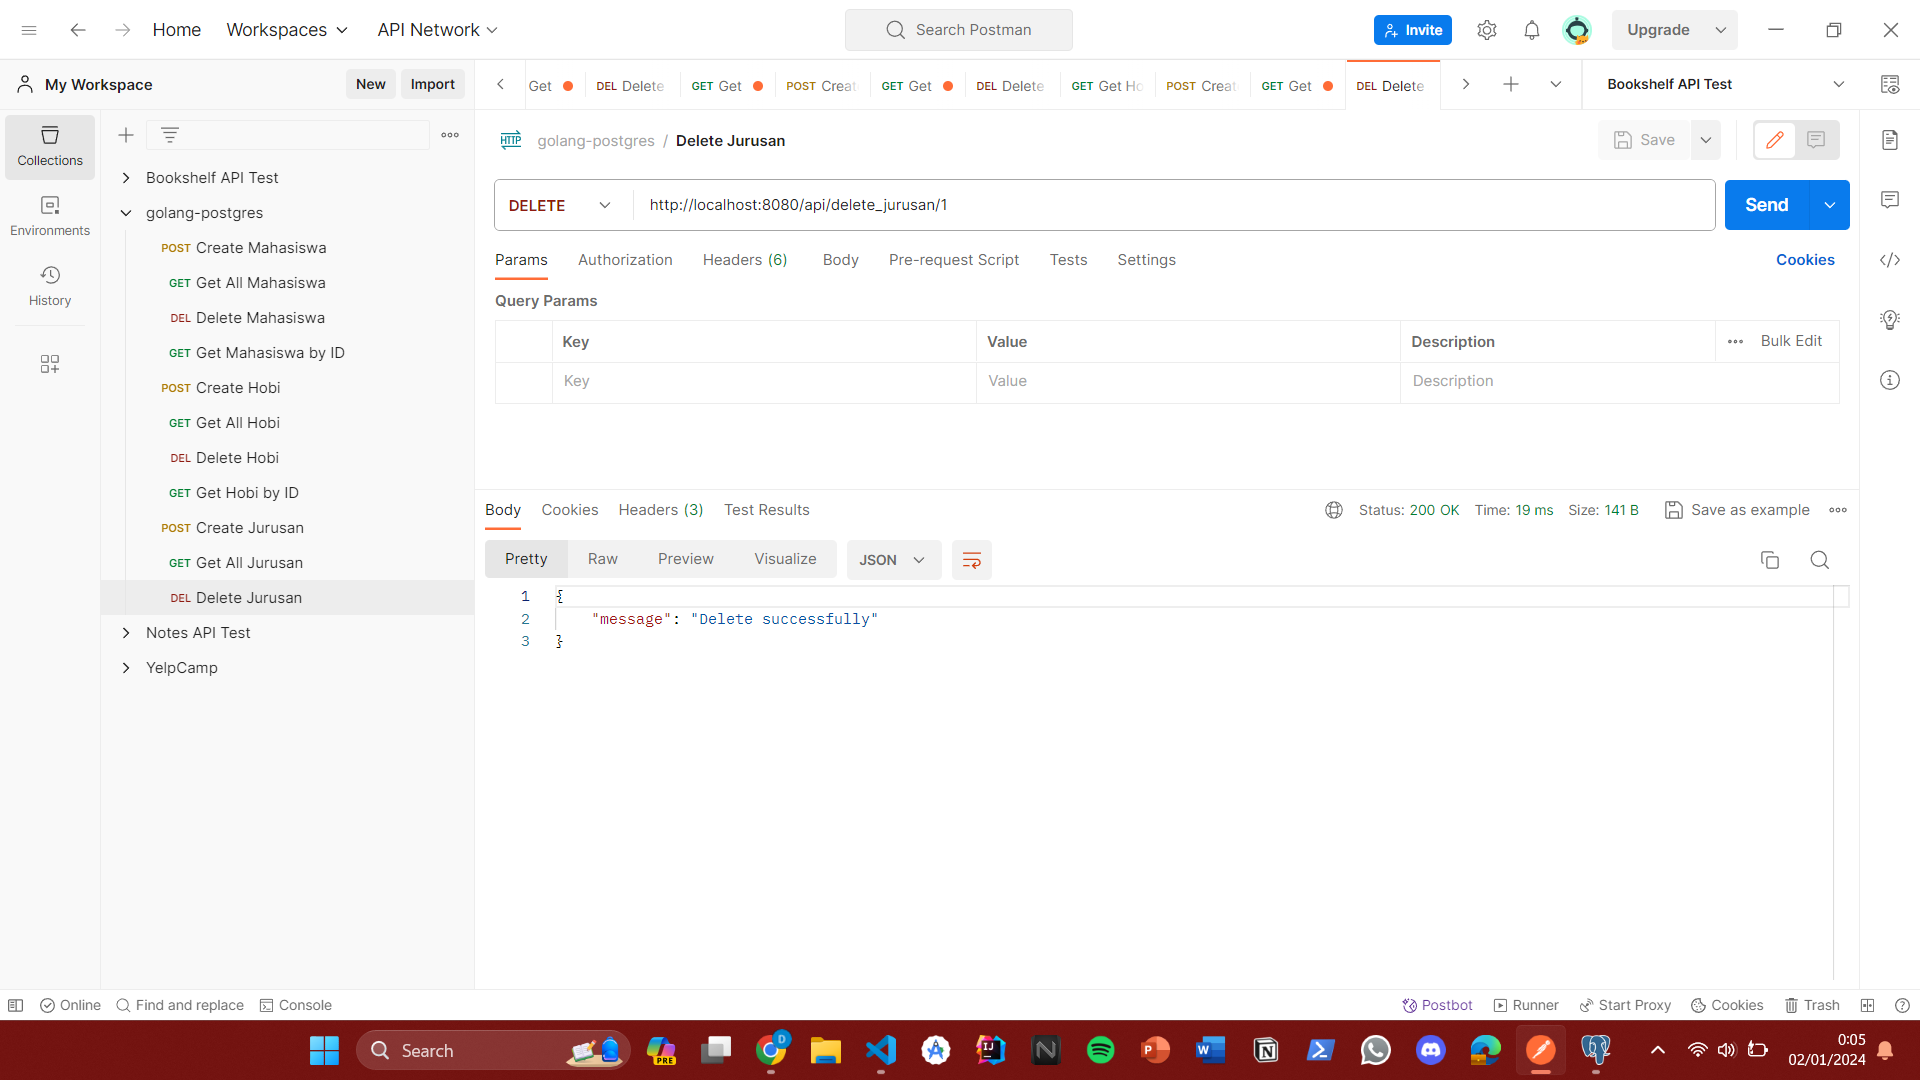 Home Workspaces API Network Search Postman Invite Upgrade
My Workspace New Import
Get DEL Delete GET Get POST Creat GET Get DEL Delete GET Get Ho POST Creat GET Get DEL Delete Bookshelf API Test
Collections
Environments
History
Bookshelf API Test
golang-postgres
POST Create Mahasiswa
GET Get All Mahasiswa
DEL Delete Mahasiswa
GET Get Mahasiswa by ID
POST Create Hobi
GET Get All Hobi
DEL Delete Hobi
GET Get Hobi by ID
POST Create Jurusan
GET Get All Jurusan
DEL Delete Jurusan
Notes API Test
YelpCamp
HTTP golang-postgres / Delete Jurusan Save
DELETE http://localhost:8080/api/delete_jurusan/1 Send
Params Authorization Headers (6) Body Pre-request Script Tests Settings Cookies
Query Params
Key Value Description Bulk Edit
Key Value Description
Body Cookies Headers (3) Test Results Status: 200 OK Time: 19 ms Size: 141 B Save as example
Pretty Raw Preview Visualize JSON
1 {
2 "message": "Delete successfully"
3 }
Online Find and replace Console Postbot Runner Start Proxy Cookies Trash
Search PRE D 0:05
02/01/2024